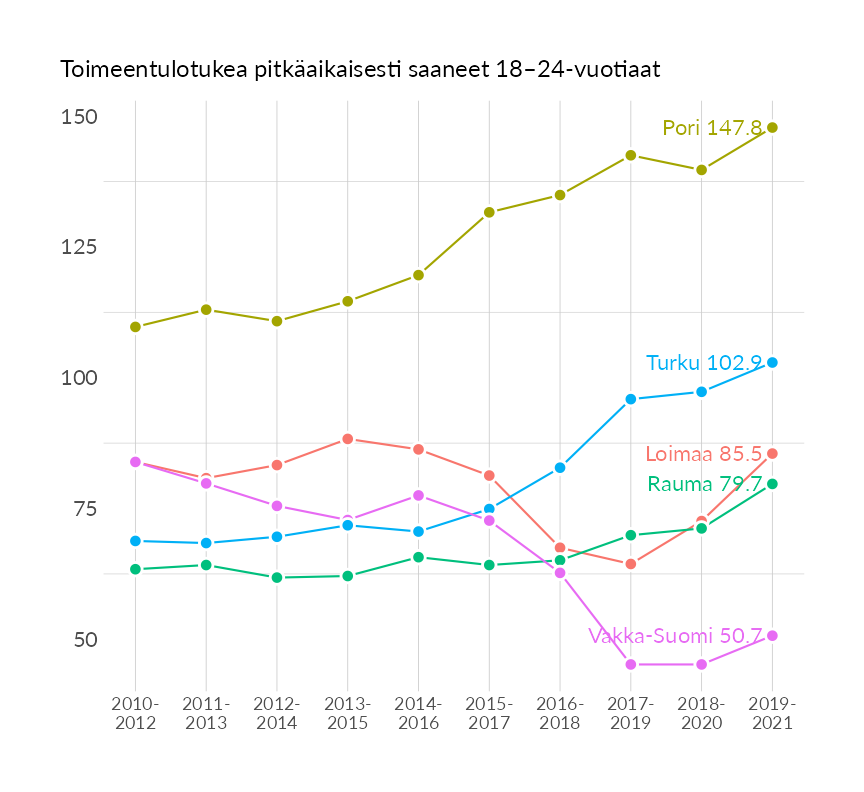 Toimeentulotukea pitkäaikaisesti saaneet 18–24-vuotiaat
150
Pori 147.8
125
Turku 102.9
100
Loimaa 85.5
Rauma 79.7
75
Vakka-Suomi 50.7
50
2010- 2011- 2012- 2013- 2014- 2015- 2016- 2017- 2018- 2019-
2012 2013 2014 2015 2016 2017 2018 2019 2020 2021